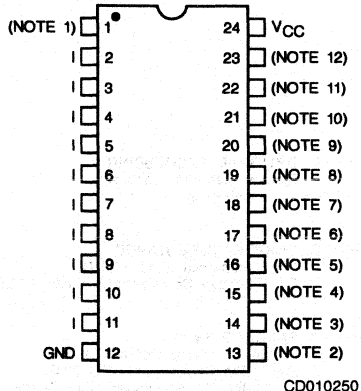 (NOTE 1) 1 24 VCC
I 2 23 (NOTE 12)
I 3 22 (NOTE 11)
I 4 21 (NOTE 10)
I 5 20 (NOTE 9)
I 6 19 (NOTE 8)
I 7 18 (NOTE 7)
I 8 17 (NOTE 6)
I 9 16 (NOTE 5)
I 10 15 (NOTE 4)
I 11 14 (NOTE 3)
GND 12 13 (NOTE 2)
CD010250